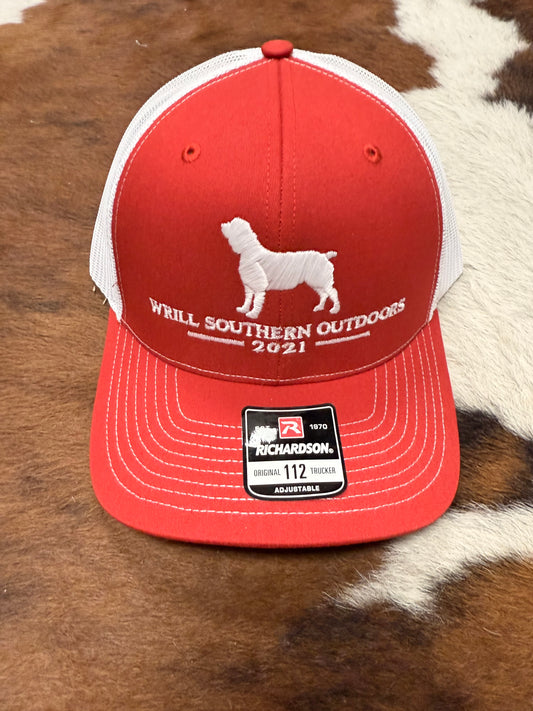 WRILL SOUTHERN OUTDOORS
2021
R 1970
RICHARDSON®
ORIGINAL 112 TRUCKER
ADJUSTABLE